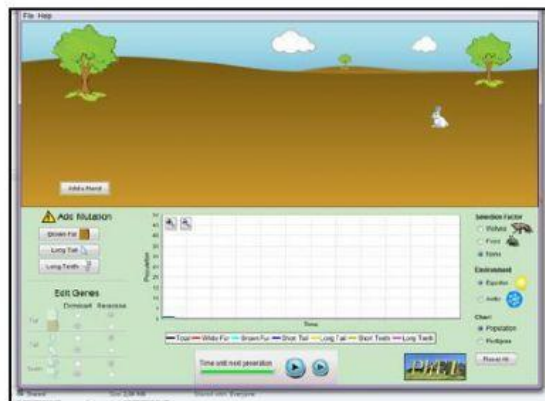 File Help
Add a friend
Add Mutation
Brown Fur
Long Tail
Long Teeth
Edit Genes
Dominant Recessive
Fur
Tail
Teeth
Population
Time
Total White Fur Brown Fur Short Tail Long Tail Short Teeth Long Teeth
Time until next generation
PhET
Selection Factor
Wolves
Food
None
Environment
Equator
Arctic
Chart
Population
Pedigree
Reset All